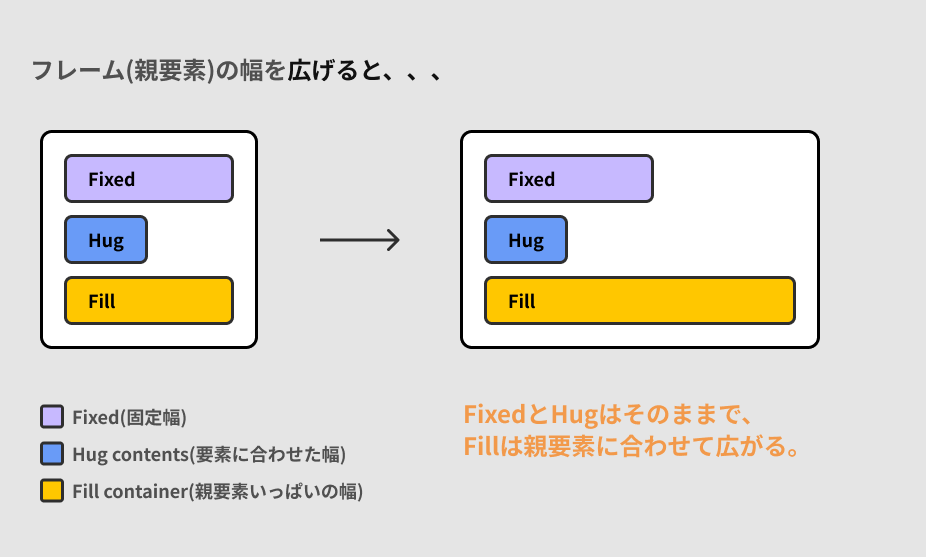 フレーム(親要素)の幅を広げると、、、
Fixed
Hug
Fill
Fixed
Hug
Fill
Fixed(固定幅)
Hug contents(要素に合わせた幅)
Fill container(親要素いっぱいの幅)
FixedとHugはそのままで、
Fillは親要素に合わせて広がる。